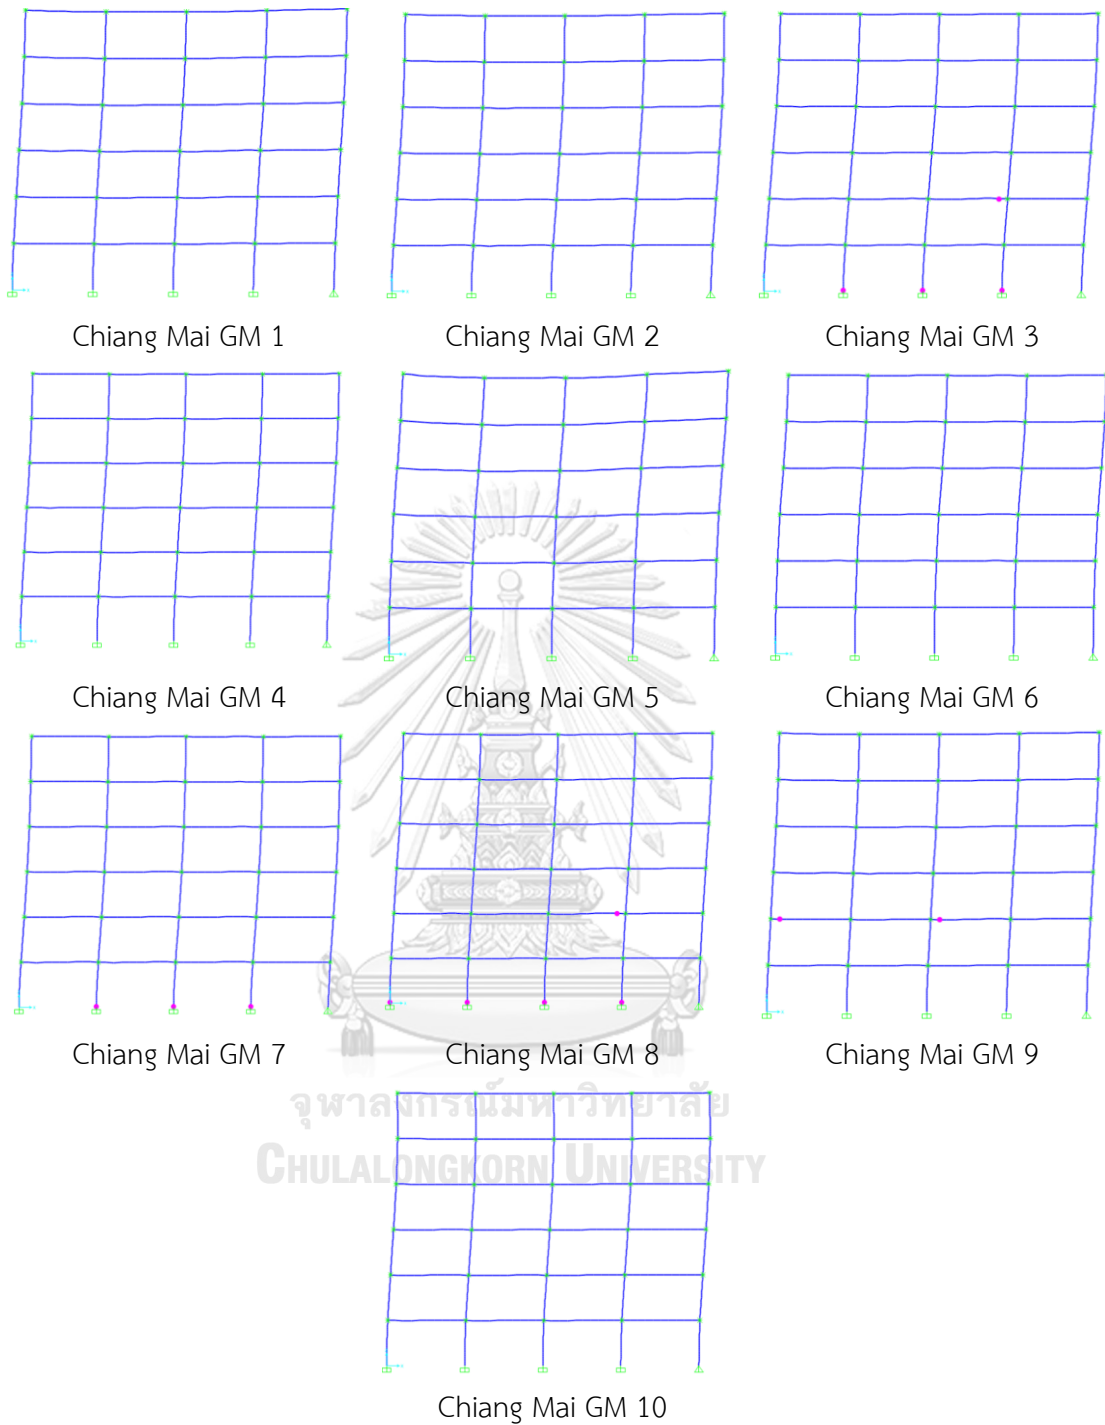 Chiang Mai GM 1
Chiang Mai GM 2
Chiang Mai GM 3
Chiang Mai GM 4
Chiang Mai GM 5
Chiang Mai GM 6
Chiang Mai GM 7
Chiang Mai GM 8
Chiang Mai GM 9
จุฬาลงกรณ์มหาวิทยาลัย
CHULALONGKORN UNIVERSITY
Chiang Mai GM 10